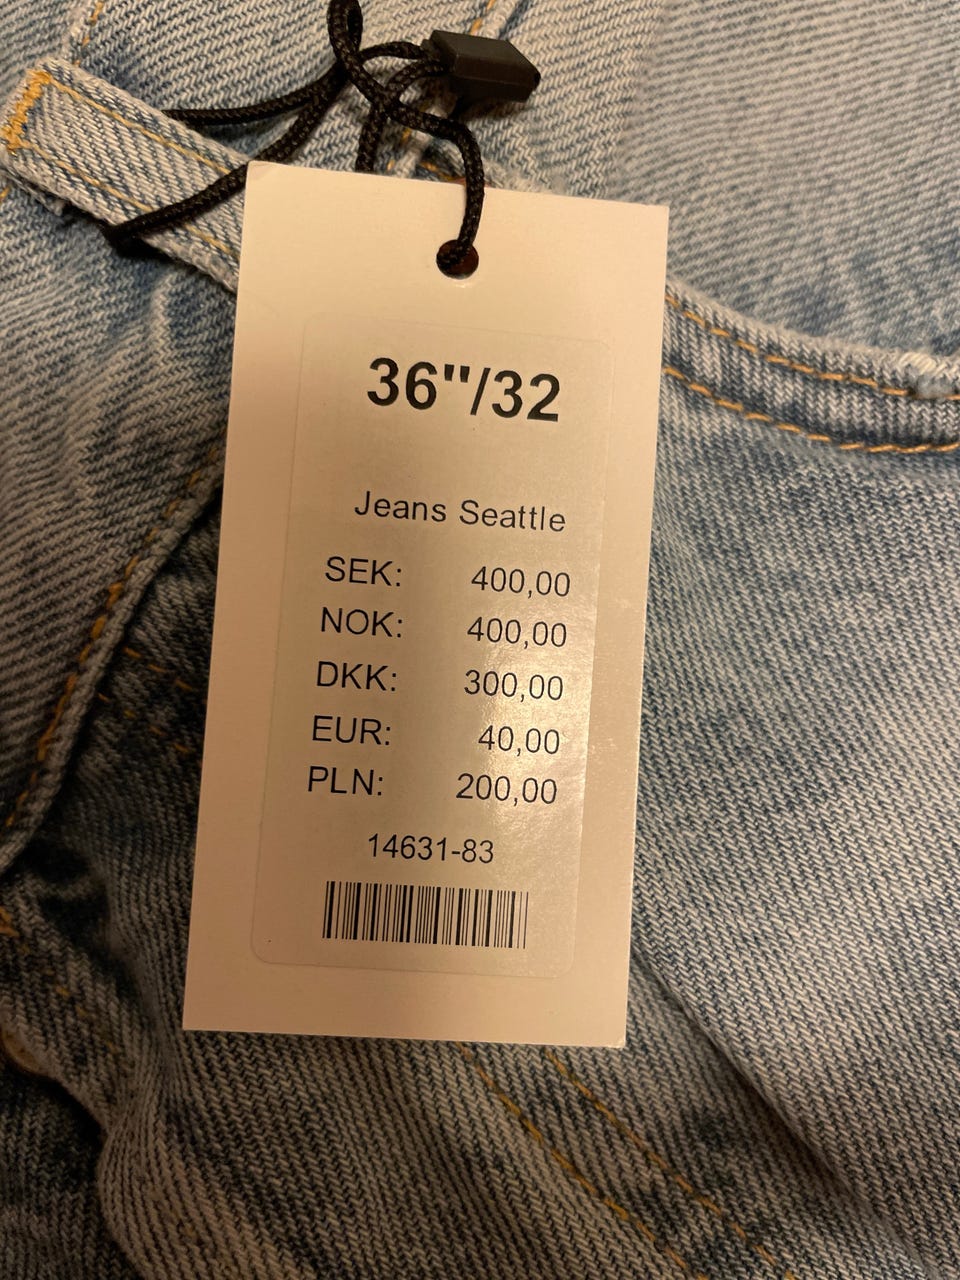 36"/32
Jeans Seattle
SEK: 400,00
NOK: 400,00
DKK: 300,00
EUR: 40,00
PLN: 200,00
14631-83